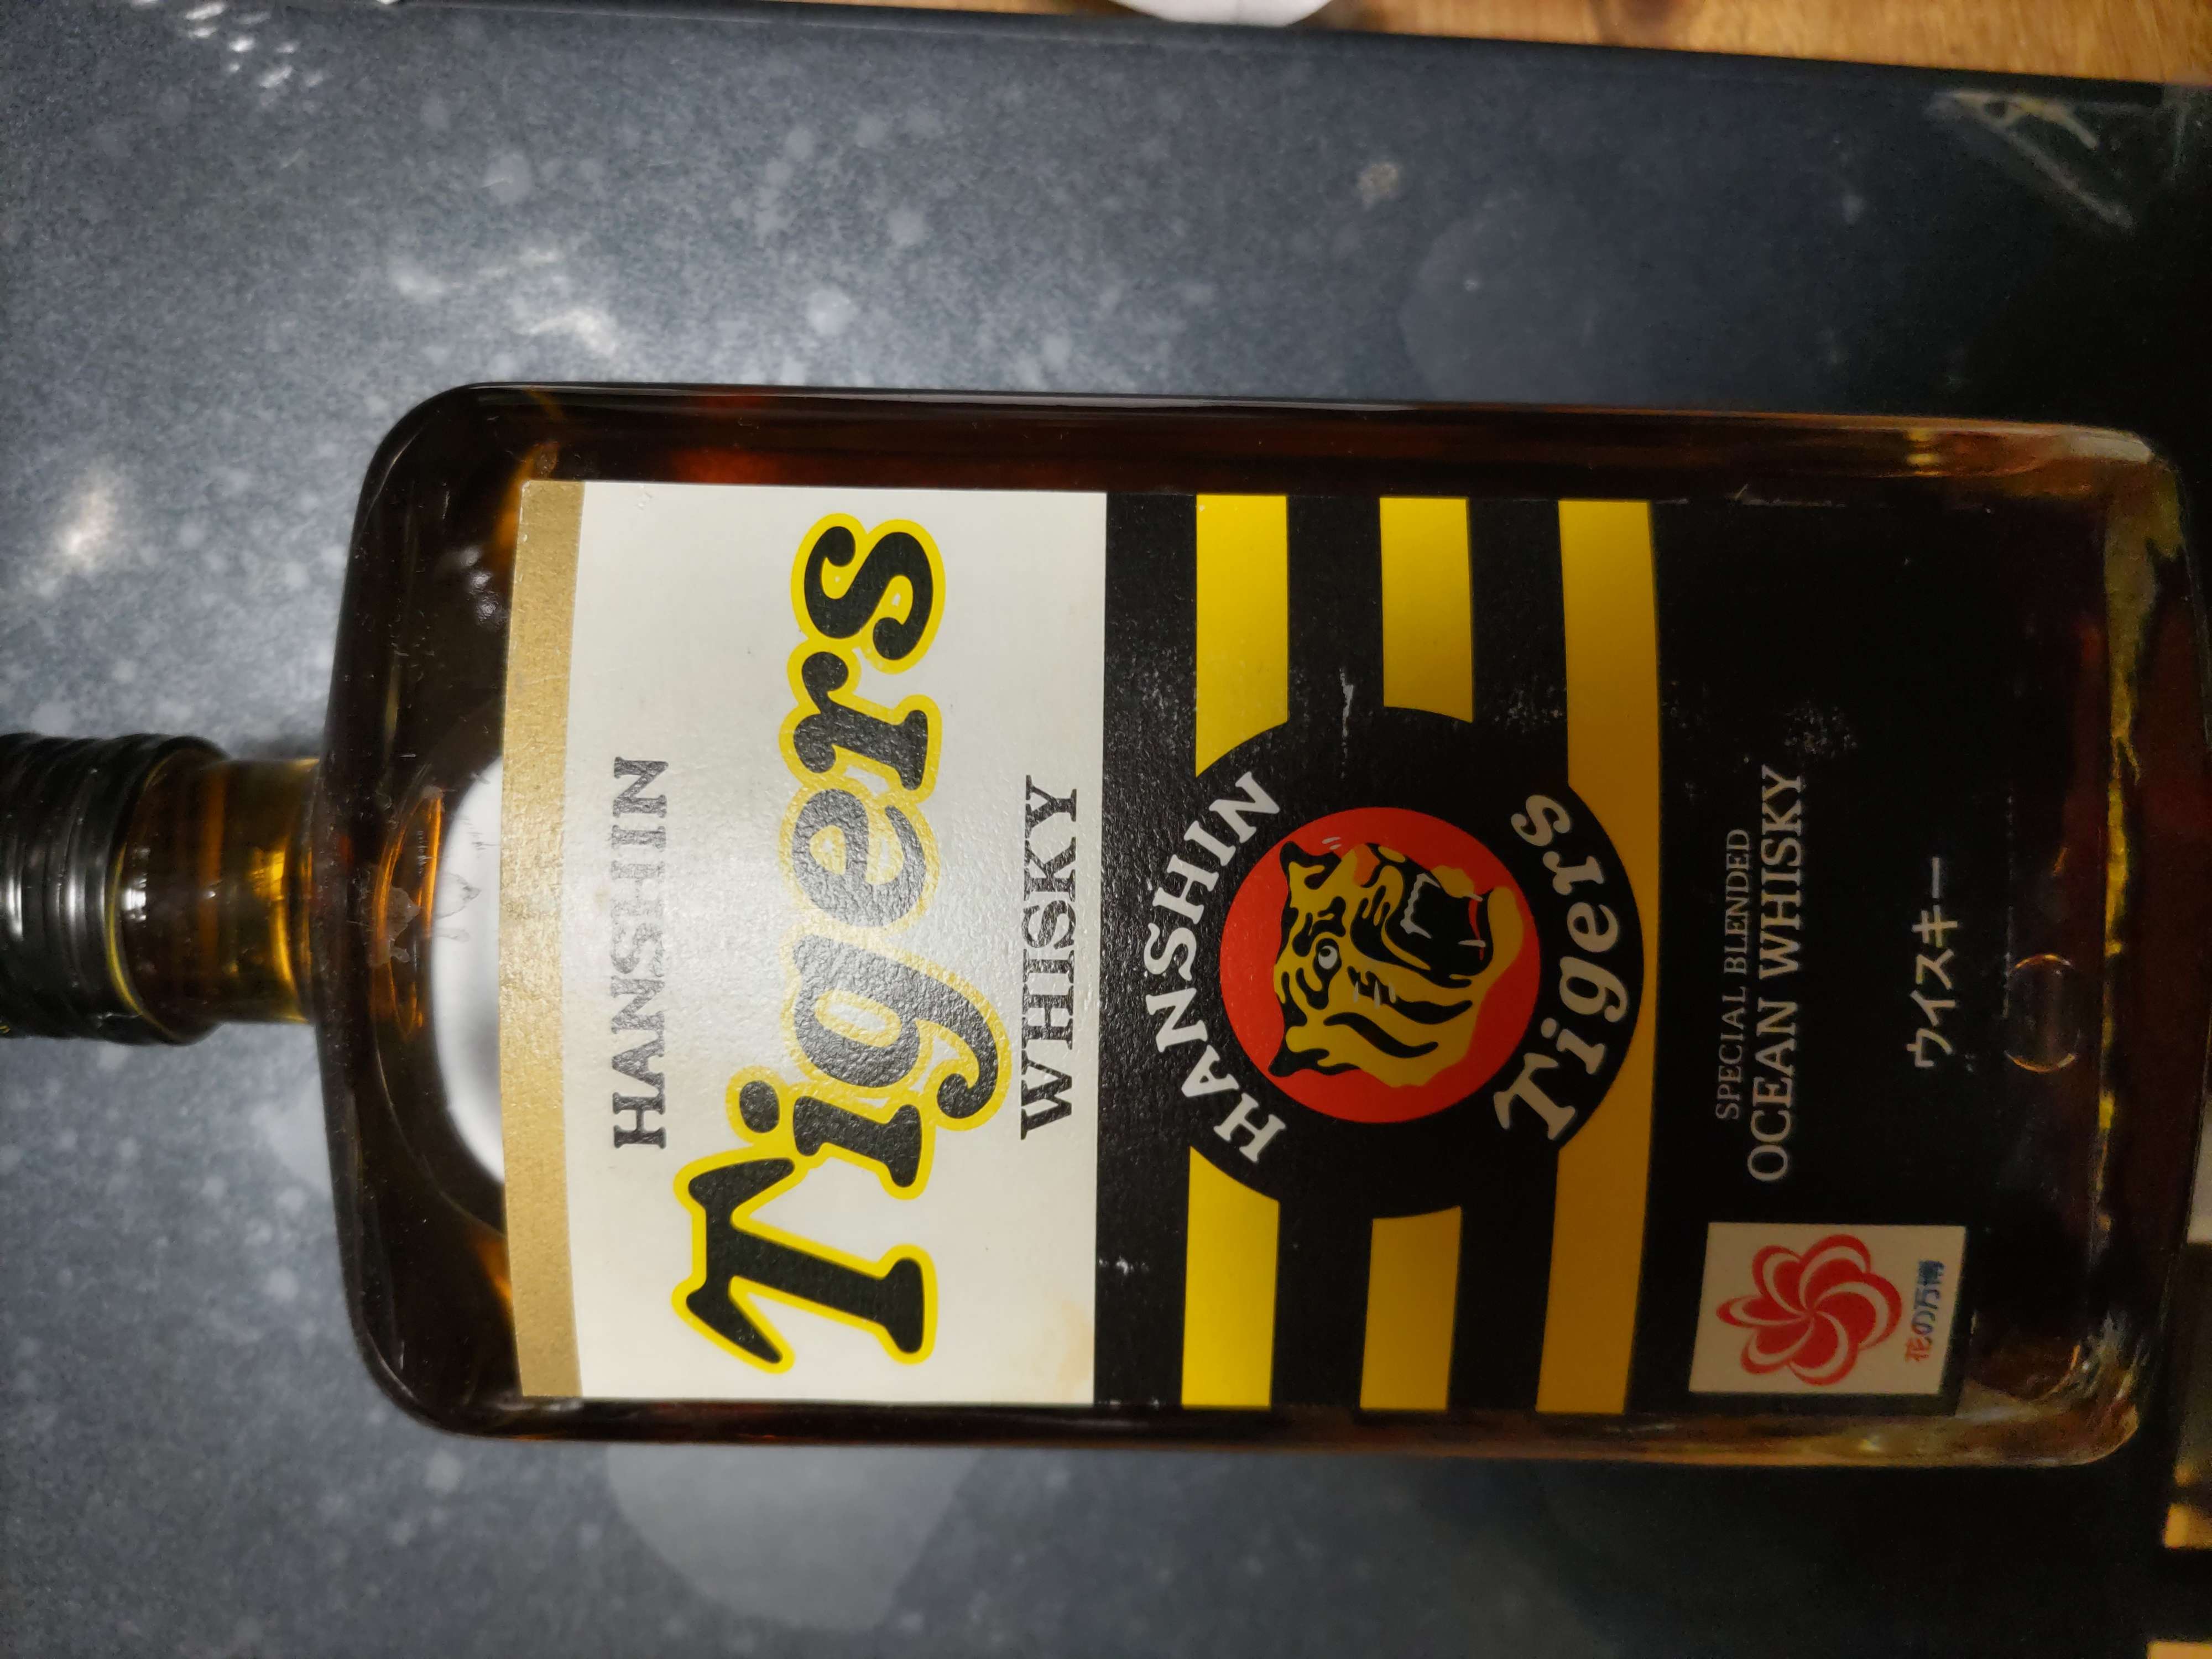 HANSHIN
Tigers
WHISKY
HANSHIN
Tigers
SPECIAL BLENDED
OCEAN WHISKY
ウイスキー
花の万博